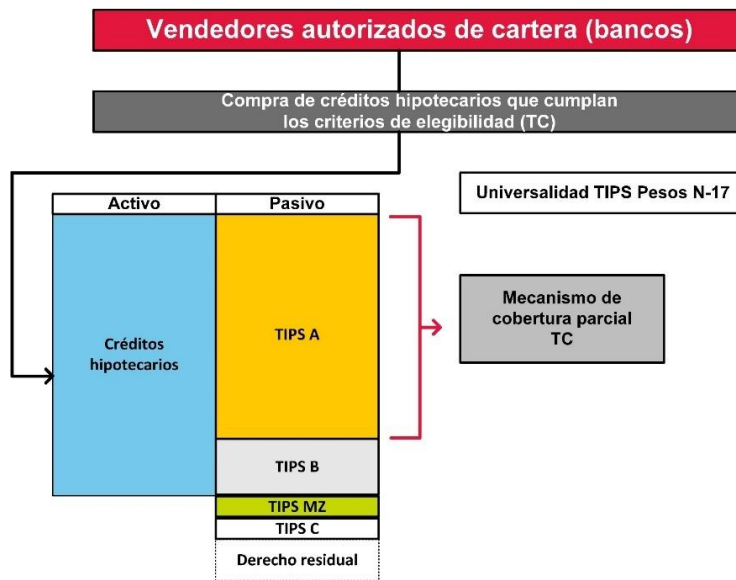 Vendedores autorizados de cartera (bancos)
Compra de créditos hipotecarios que cumplan
los criterios de elegibilidad (TC)
Universalidad TIPS Pesos N-17
Activo
Pasivo
Créditos
hipotecarios
TIPS A
Mecanismo de
cobertura parcial
TC
TIPS B
TIPS MZ
TIPS C
Derecho residual